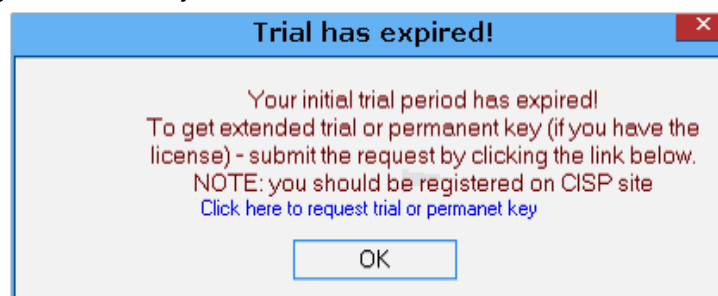 Trial has expired!
Your initial trial period has expired!
To get extended trial or permanent key (if you have the
license) - submit the request by clicking the link below.
NOTE: you should be registered on CISP site
Click here to request trial or permanet key
OK